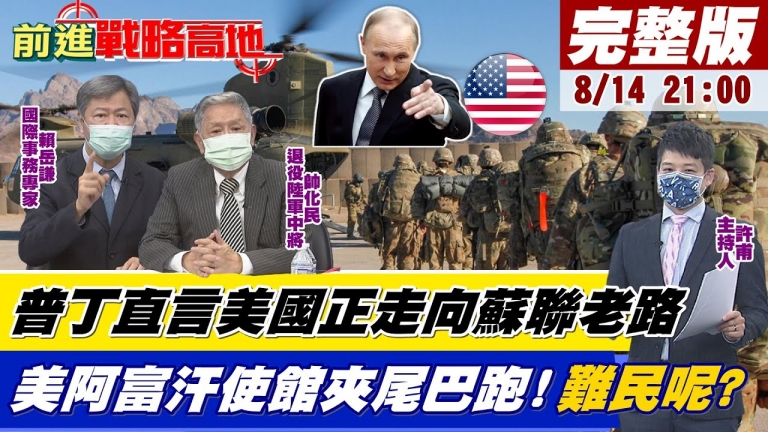 前進戰略高地
完整版
8/14 21:00
賴岳謙
國際事務專家
帥化民
退役陸軍中將
許甫
主持人
普丁直言美國正走向蘇聯老路
美阿富汗使館夾尾巴跑!難民呢?